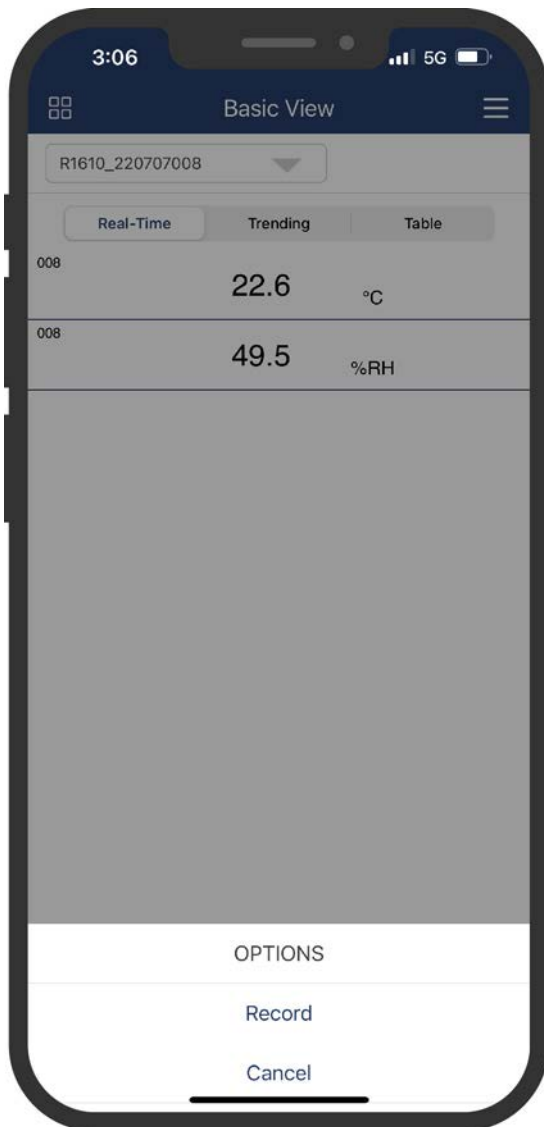 3:06 5G
Basic View
R1610_220707008
Real-Time Trending Table
008
22.6 °C
008
49.5 %RH
OPTIONS
Record
Cancel